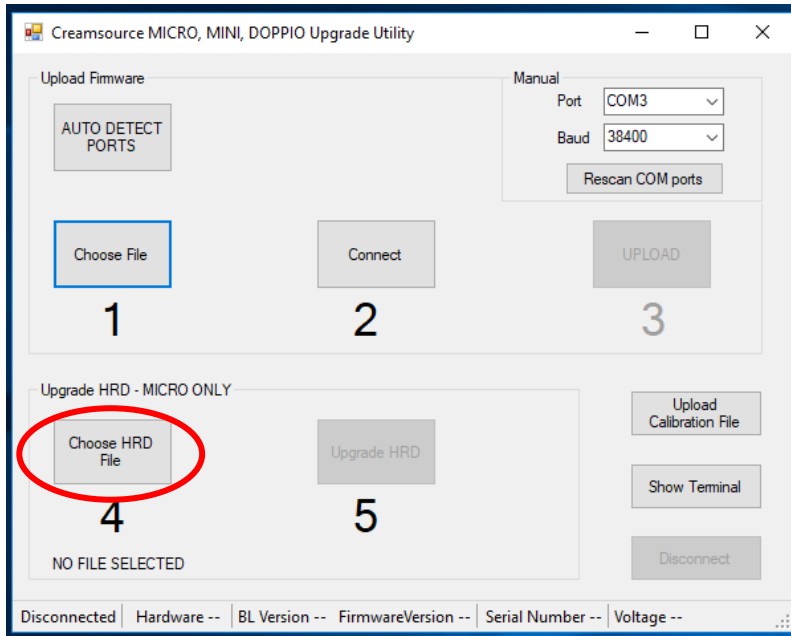 Creamsource MICRO, MINI, DOPPIO Upgrade Utility
Upload Firmware
Manual
AUTO DETECT
PORTS
Port COM3
Baud 38400
Rescan COM ports
Choose File
Connect
UPLOAD
1
2
3
Upgrade HRD - MICRO ONLY
Choose HRD
File
Upgrade HRD
Upload
Calibration File
4
5
Show Terminal
NO FILE SELECTED
Disconnect
Disconnected Hardware -- BL Version -- FirmwareVersion -- Serial Number -- Voltage --